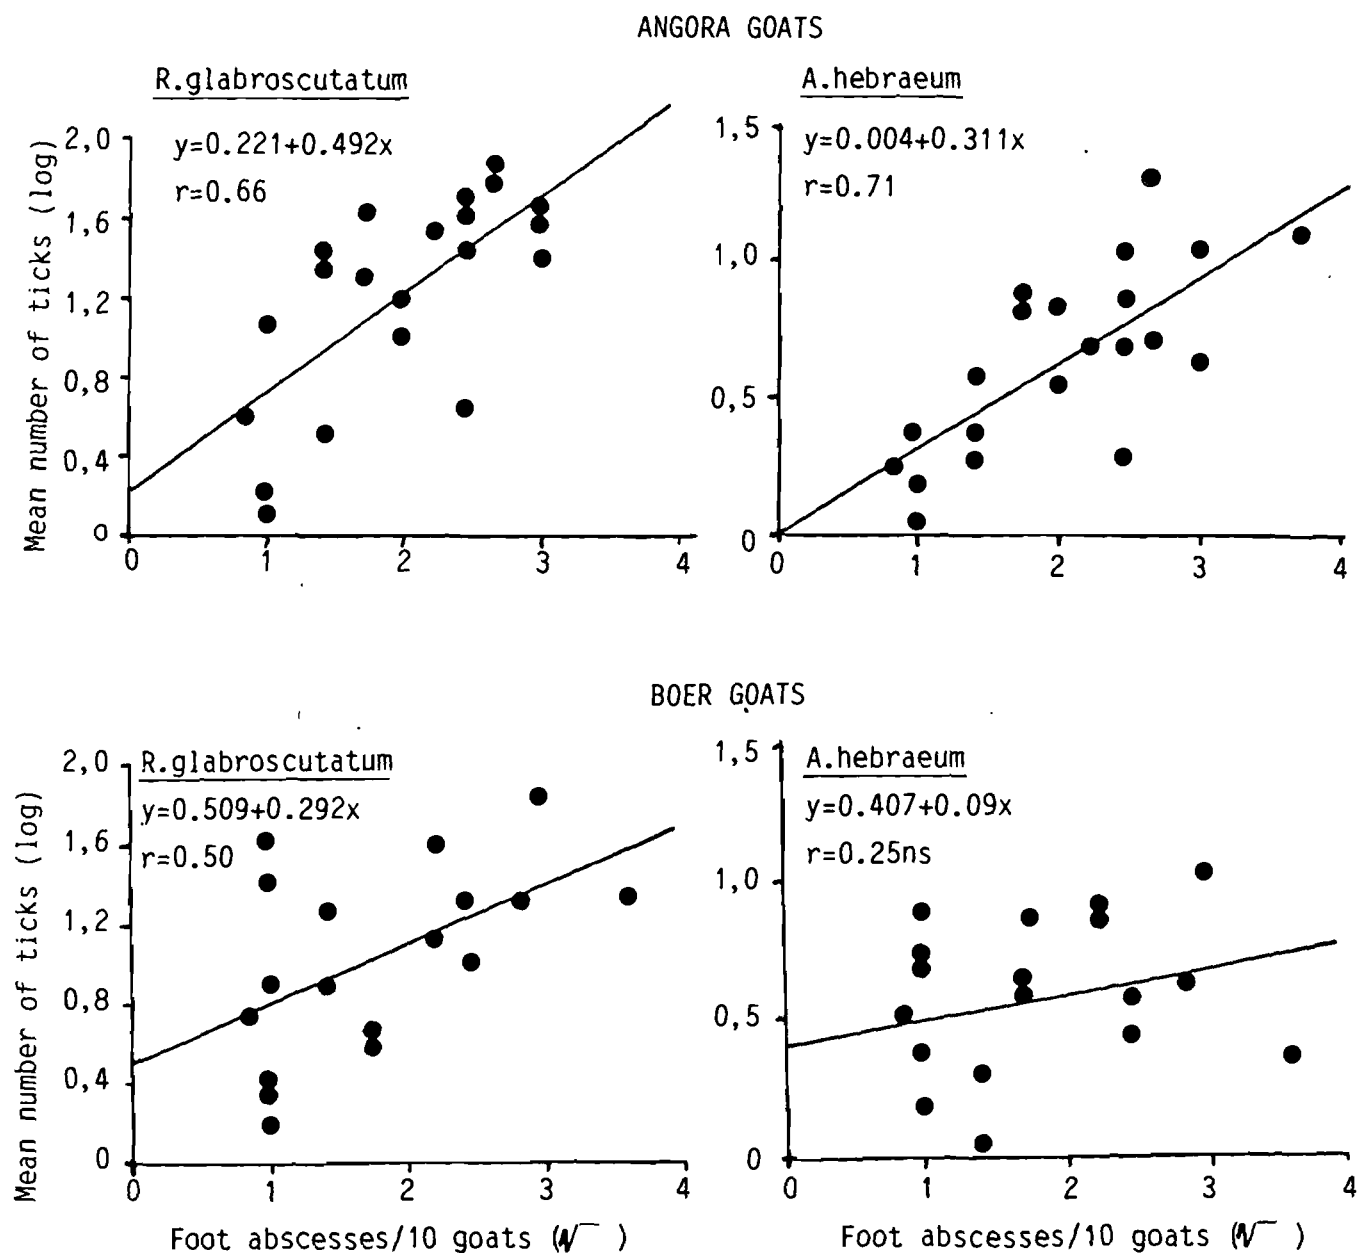 ANGORA GOATS
R.glabroscutatum
y=0.221+0.492x
r=0.66
Mean number of ticks (log)
2,0
1,6
1,2
0,8
0,4
0
0 1 2 3 4
A.hebraeum
y=0.004+0.311x
r=0.71
1,5
1,0
0,5
0
0 1 2 3 4
BOER GOATS
R.glabroscutatum
y=0.509+0.292x
r=0.50
Mean number of ticks (log)
2,0
1,6
1,2
0,8
0,4
0
0 1 2 3 4
Foot abscesses/10 goats (√‾ )
A.hebraeum
y=0.407+0.09x
r=0.25ns
1,5
1,0
0,5
0
0 1 2 3 4
Foot abscesses/10 goats (√‾ )